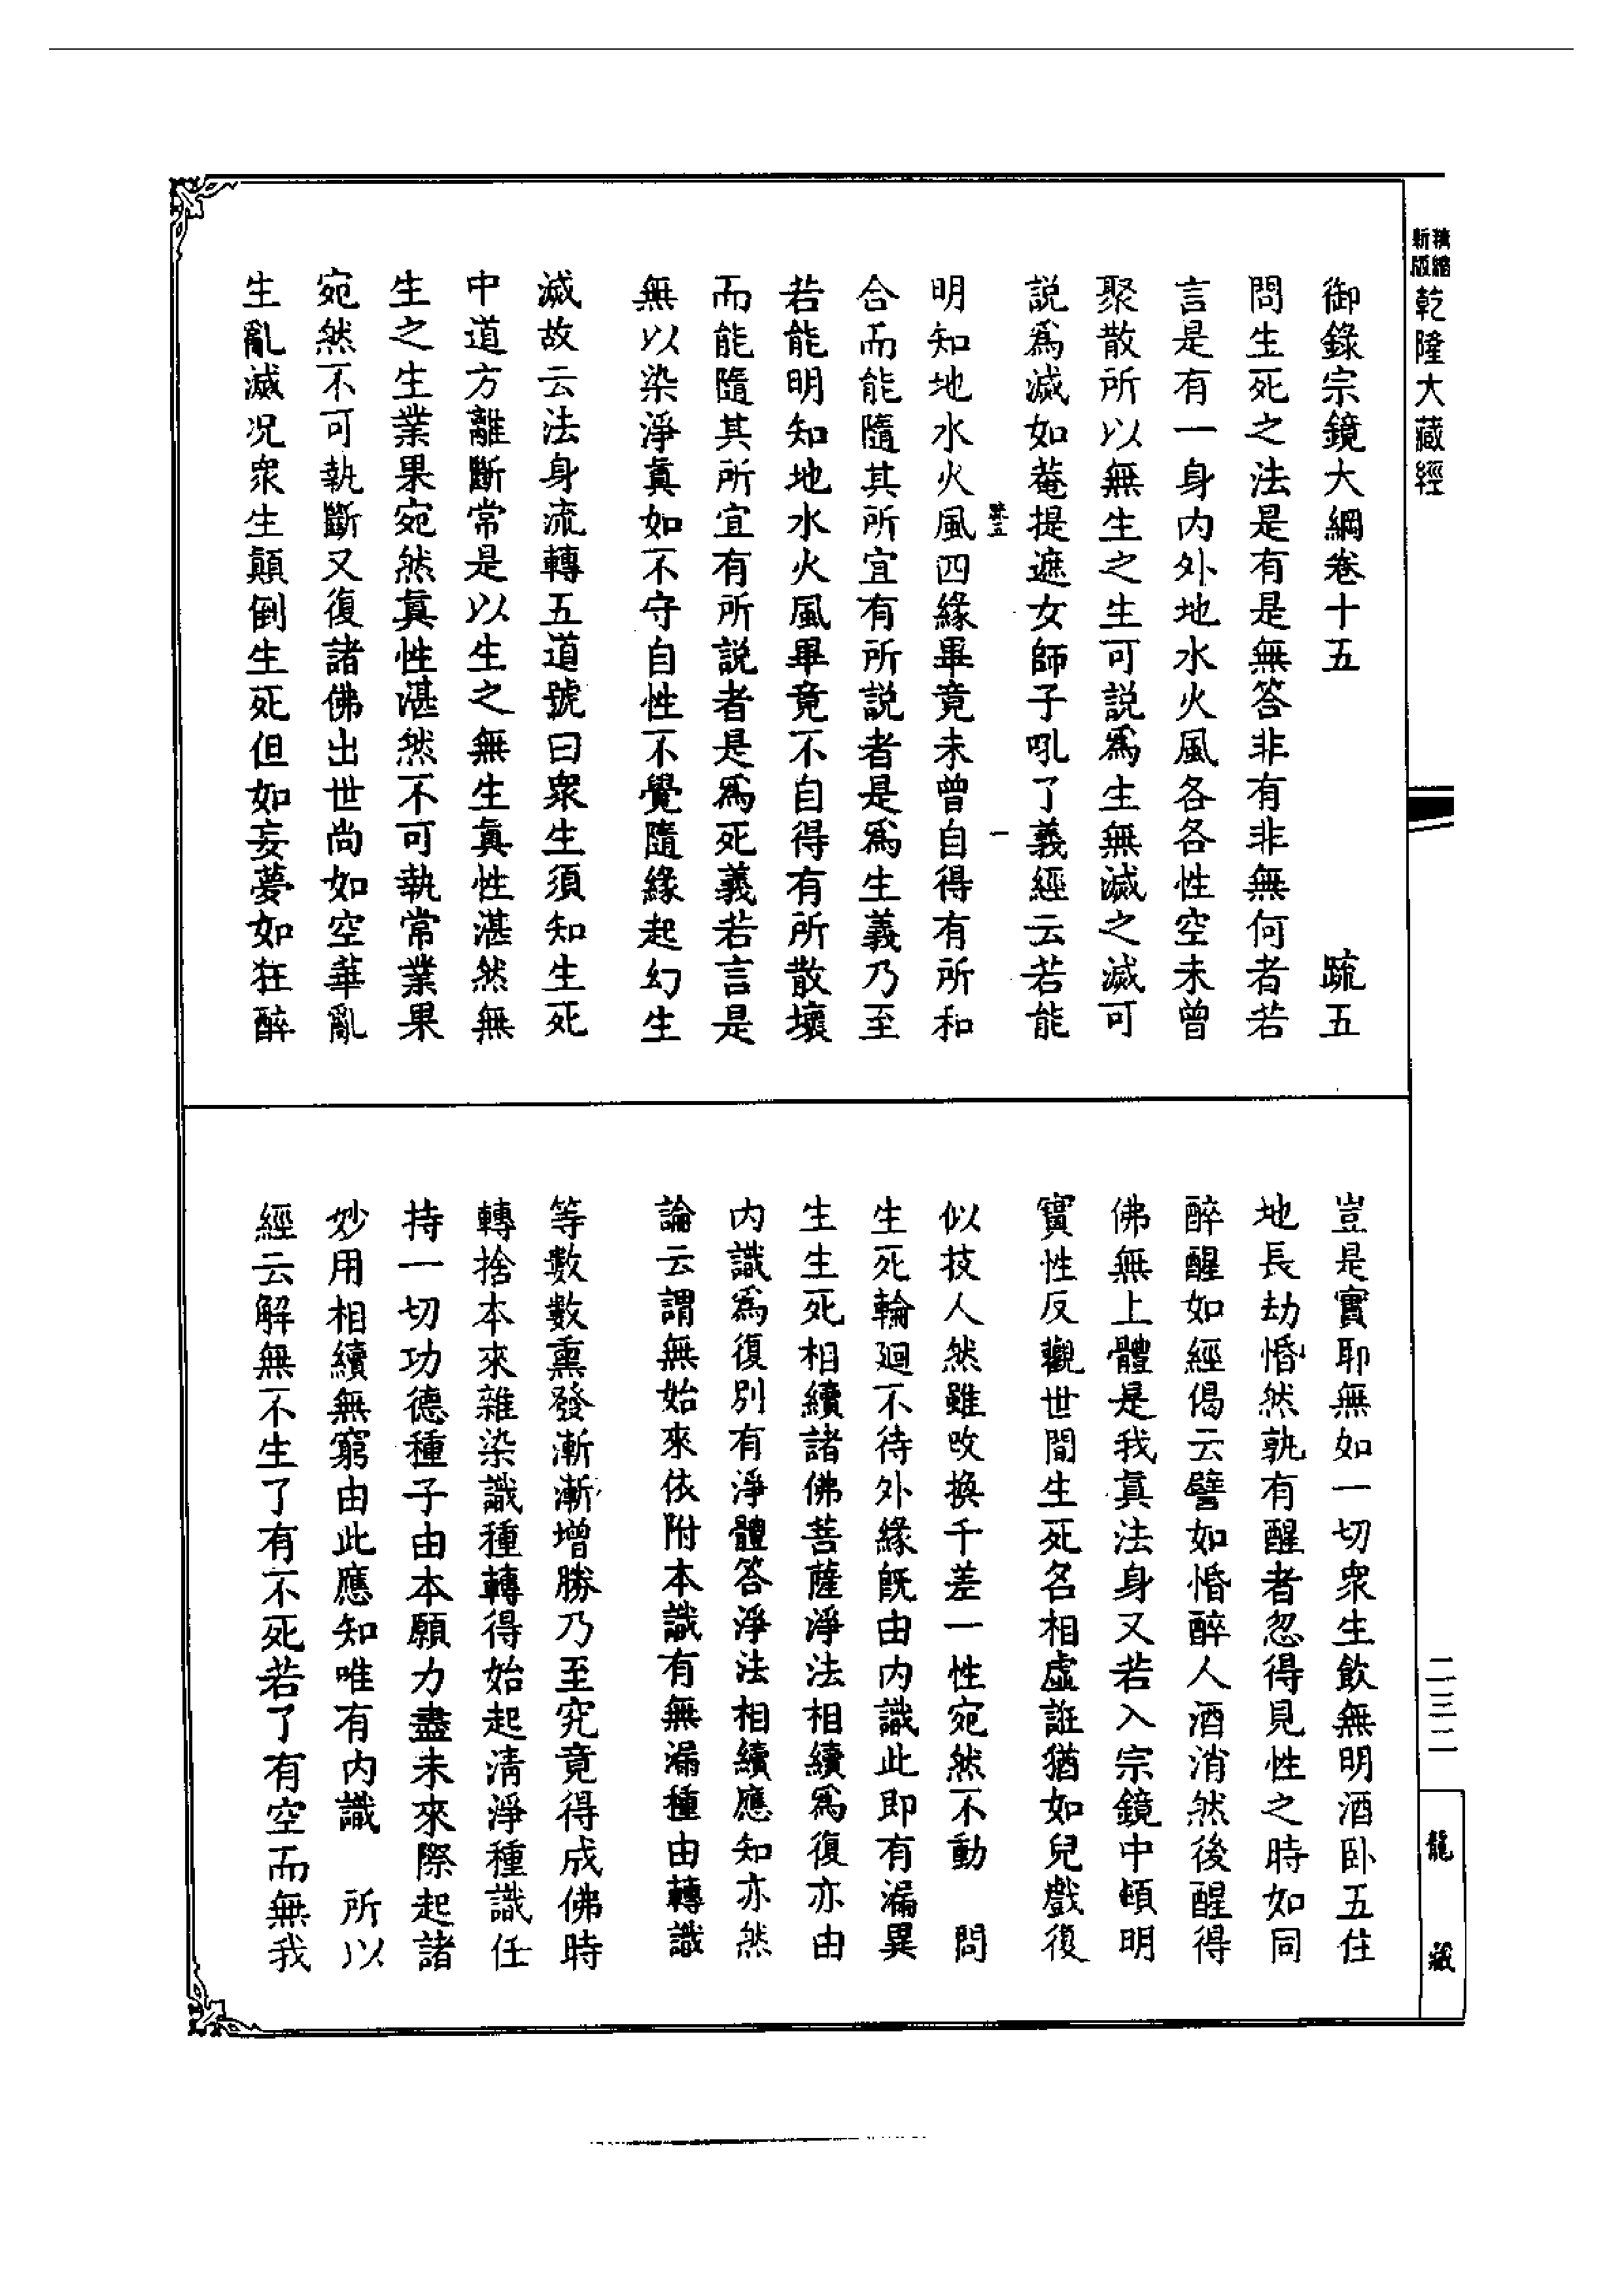 精縮新版乾隆大藏經
御錄宗鏡大綱卷十五　疏五
問生死之法是有是無答非有非無何者若
言是有一身內外地水火風各各性空未曾
聚散所以無生之生可説爲生無滅之滅可
説爲滅如菴提遮女師子吼了義經云若能
疏五　一
明知地水火風四緣畢竟未曾自得有所和
合而能隨其所宜有所説者是爲生義乃至
若能明知地水火風畢竟不自得有所散壞
而能隨其所宜有所説者是爲死義若言是
無以染淨眞如不守自性不覺隨緣起幻生
滅故云法身流轉五道號曰衆生須知生死
中道方離斷常是以生之無生眞性湛然無
生之生業果宛然眞性湛然不可執常業果
宛然不可執斷又復諸佛出世尚如空華亂
生亂滅况衆生顛倒生死但如妄夢如狂醉
豈是實耶無如一切衆生飲無明酒卧五住
地長劫惛然孰有醒者忽得見性之時如同
醉醒如經偈云譬如惛醉人酒消然後醒得
佛無上體是我眞法身又若入宗鏡中頓明
實性反觀世間生死名相虛誑猶如兒戲復
似技人然雖改換千差一性宛然不動　問
生死輪迴不待外緣既由內識此即有漏異
生生死相續諸佛菩薩淨法相續爲復亦由
內識爲復別有淨體答淨法相續應知亦然
論云謂無始來依附本識有無漏種由轉識
等數數熏發漸漸增勝乃至究竟得成佛時
轉捨本來雜染識種轉得始起清淨種識任
持一切功德種子由本願力盡未來際起諸
妙用相續無窮由此應知唯有內識　所以
經云解無不生了有不死若了有空而無我
二三二
龍藏